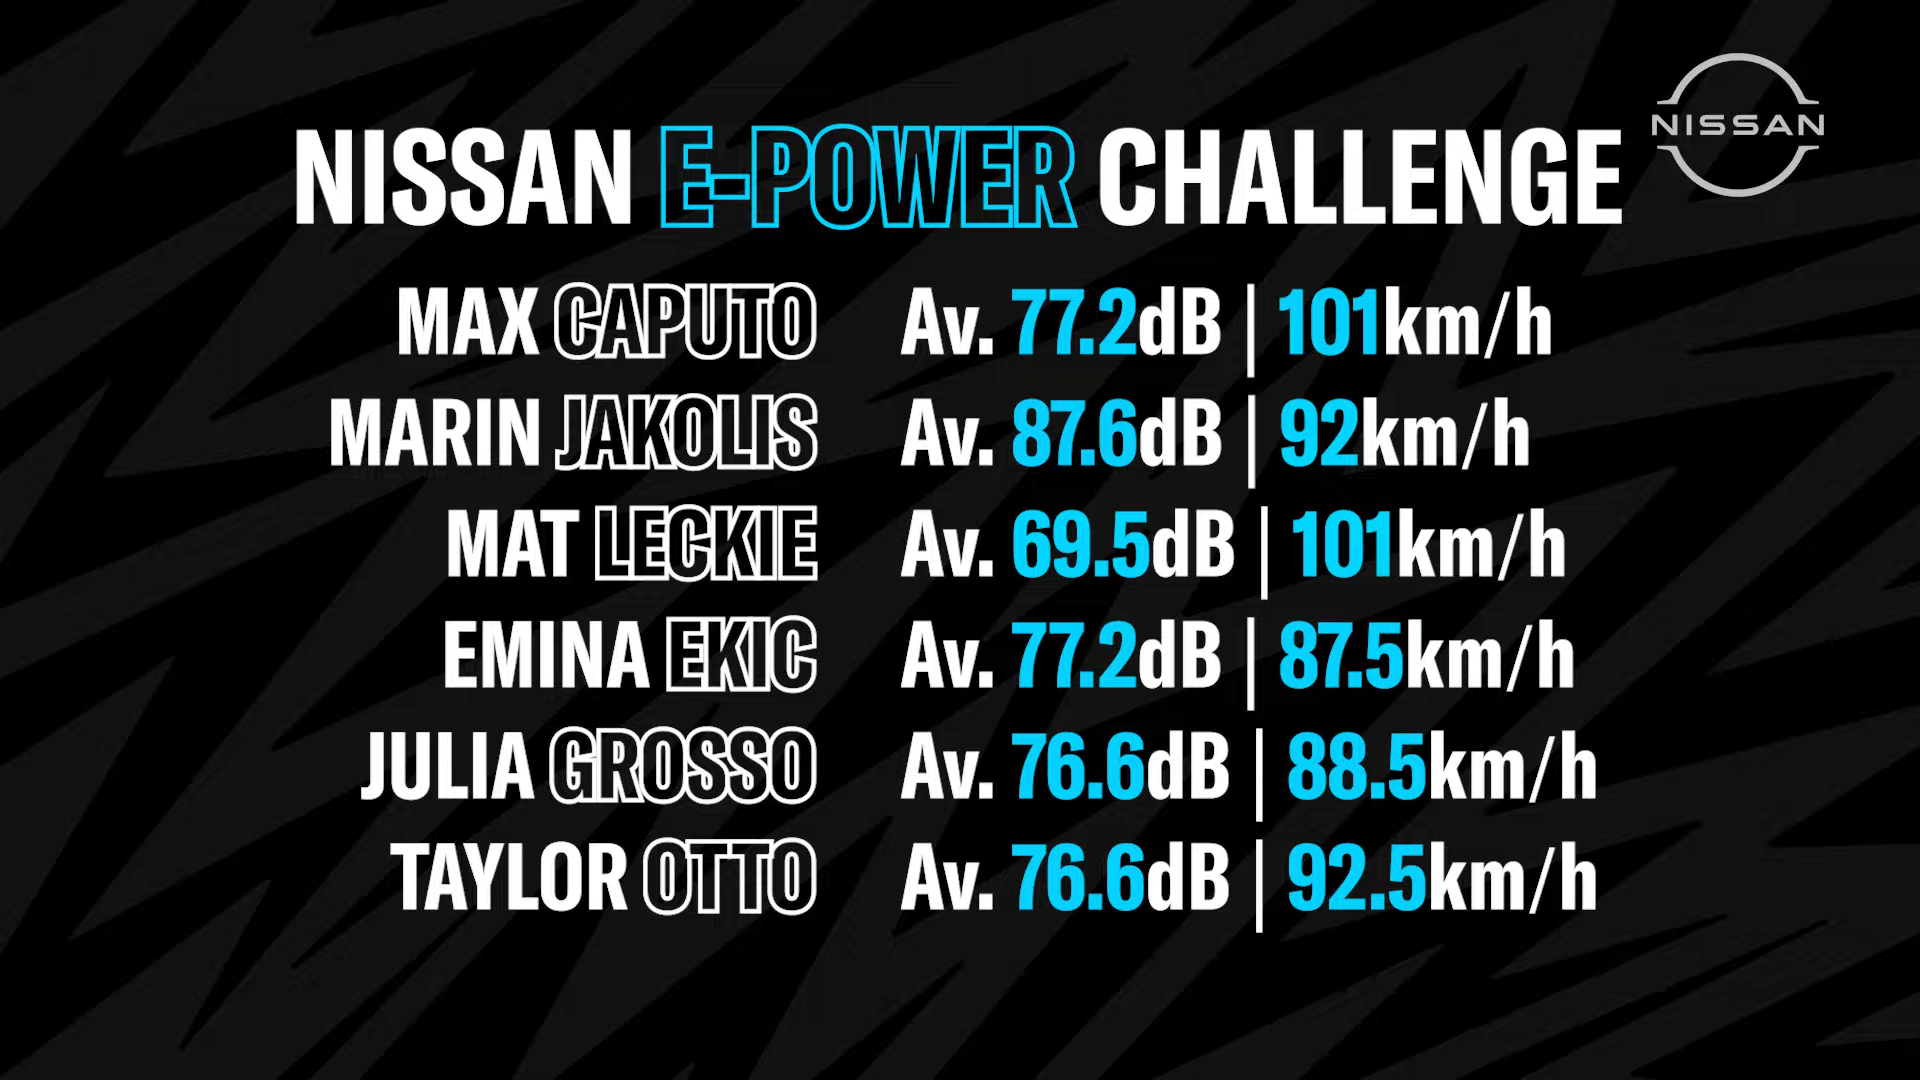 NISSAN
NISSAN E-POWER CHALLENGE
MAX CAPUTO Av. 77.2dB | 101km/h
MARIN JAKOLIS Av. 87.6dB | 92km/h
MAT LECKIE Av. 69.5dB | 101km/h
EMINA EKIC Av. 77.2dB | 87.5km/h
JULIA GROSSO Av. 76.6dB | 88.5km/h
TAYLOR OTTO Av. 76.6dB | 92.5km/h